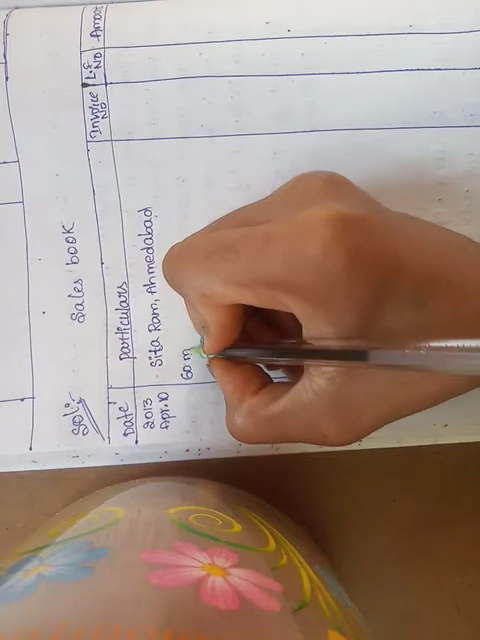 Sol:-
Sales book
Date particulars Invoice No L.F No Amount
2013
Apr.10 Sita Ram, Ahmedabad
60 m